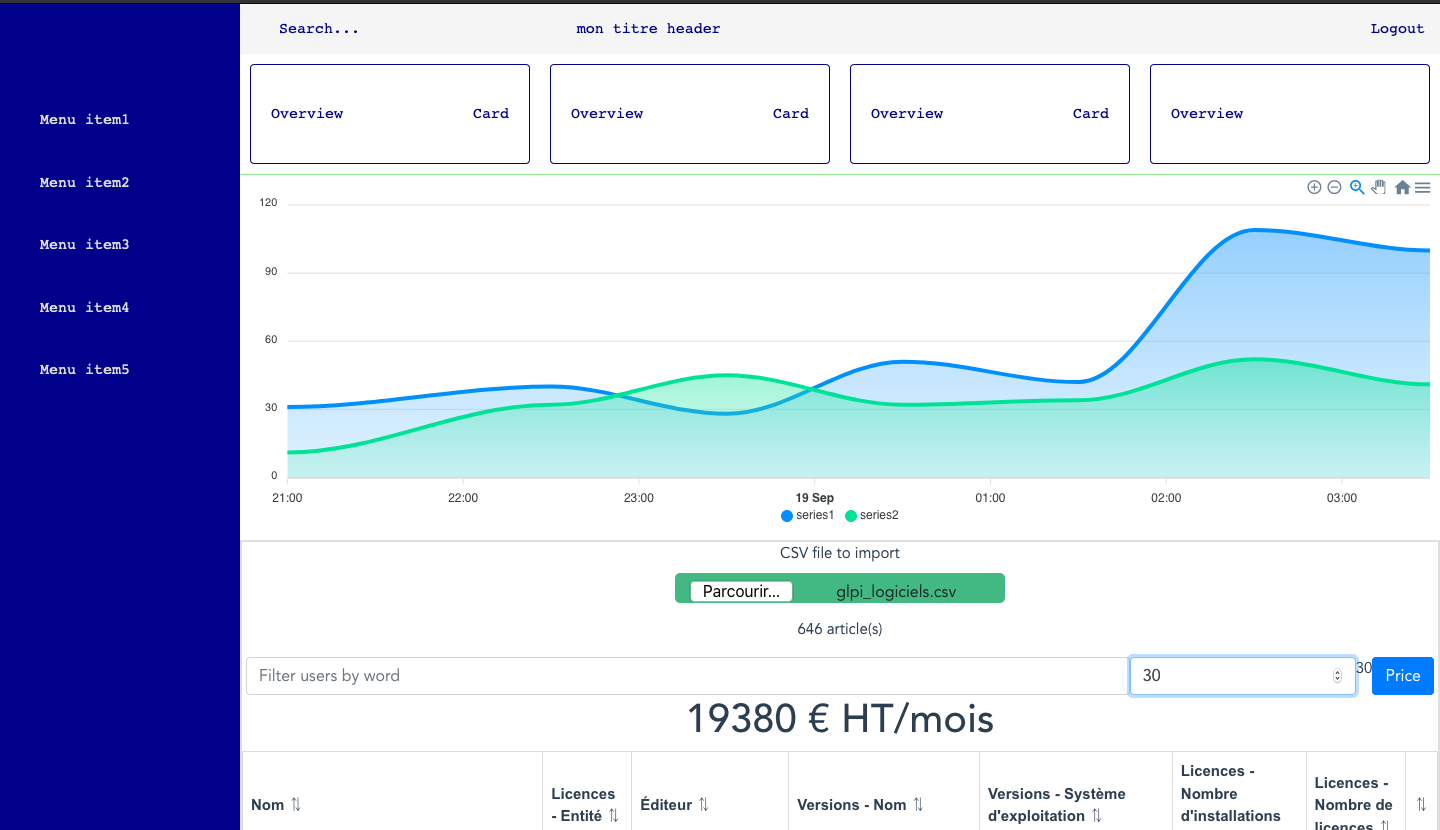 Search... mon titre header Logout
Menu item1
Menu item2
Menu item3
Menu item4
Menu item5
Overview Card Overview Card Overview Card Overview
120
90
60
30
0
21:00 22:00 23:00 19 Sep 01:00 02:00 03:00
series1 series2
CSV file to import
Parcourir... glpi_logiciels.csv
646 article(s)
Filter users by word 30 30 Price
19380 € HT/mois
Nom
Licences
- Entité
Éditeur
Versions - Nom
Versions - Système
d'exploitation
Licences -
Nombre
d'installations
Licences -
Nombre de
licences